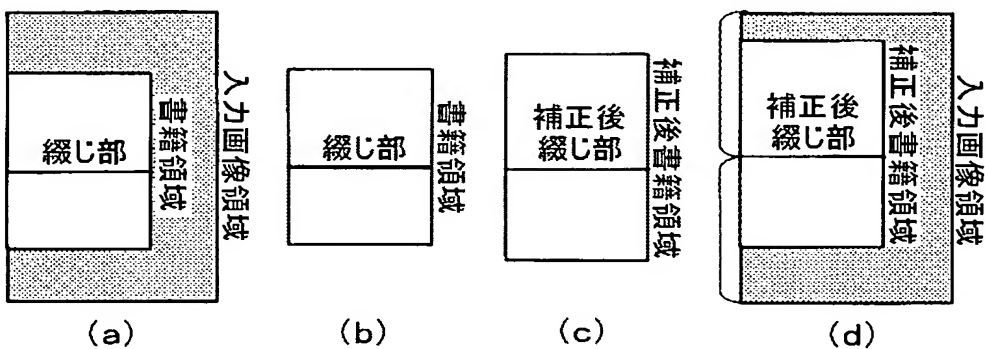 綴じ部
書籍領域
入力画像領域
(a)
綴じ部
書籍領域
(b)
補正後
綴じ部
補正後書籍領域
(c)
補正後
綴じ部
補正後書籍領域
入力画像領域
(d)